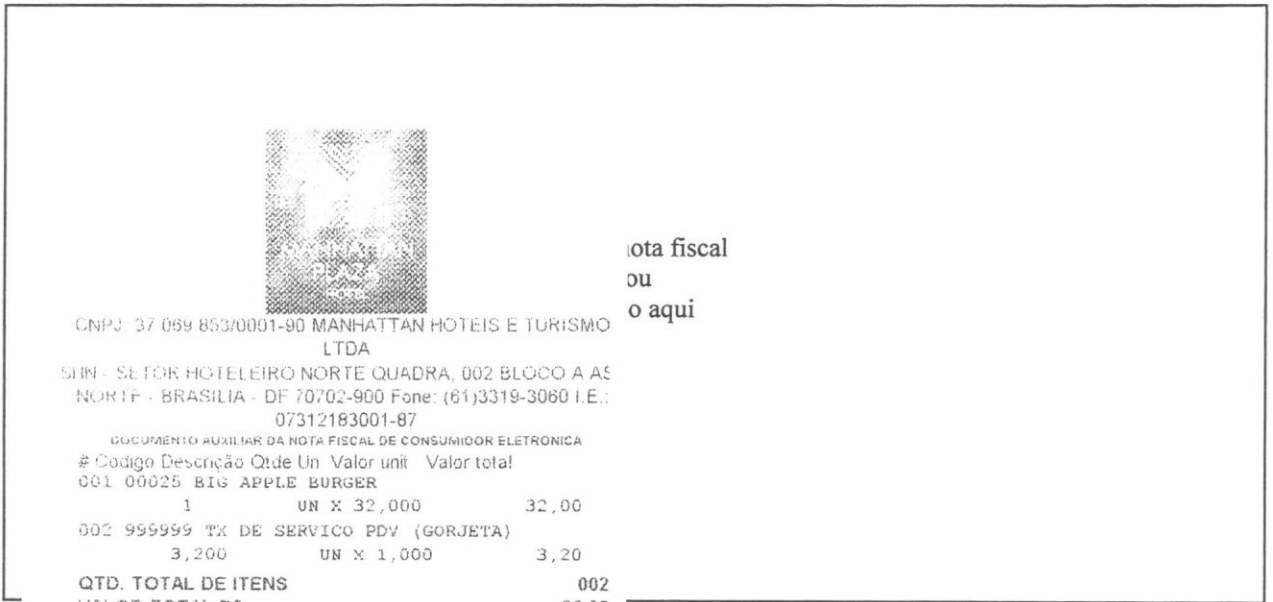 MANHATTAN
PLAZA
HOTEL
ota fiscal
ou
o aqui
CNPJ: 37.069.853/0001-90 MANHATTAN HOTEIS E TURISMO
LTDA
SHN - SETOR HOTELEIRO NORTE QUADRA, 002 BLOCO A AS
NORTE - BRASILIA - DF 70702-900 Fone: (61)3319-3060 I.E.:
07312183001-87
DOCUMENTO AUXILIAR DA NOTA FISCAL DE CONSUMIDOR ELETRONICA
# Codigo Descrição Qtde Un Valor unit Valor total
001 00025 BIG APPLE BURGER
1 UN X 32,000 32,00
002 999999 TX DE SERVICO PDV (GORJETA)
3,200 UN X 1,000 3,20
QTD. TOTAL DE ITENS 002